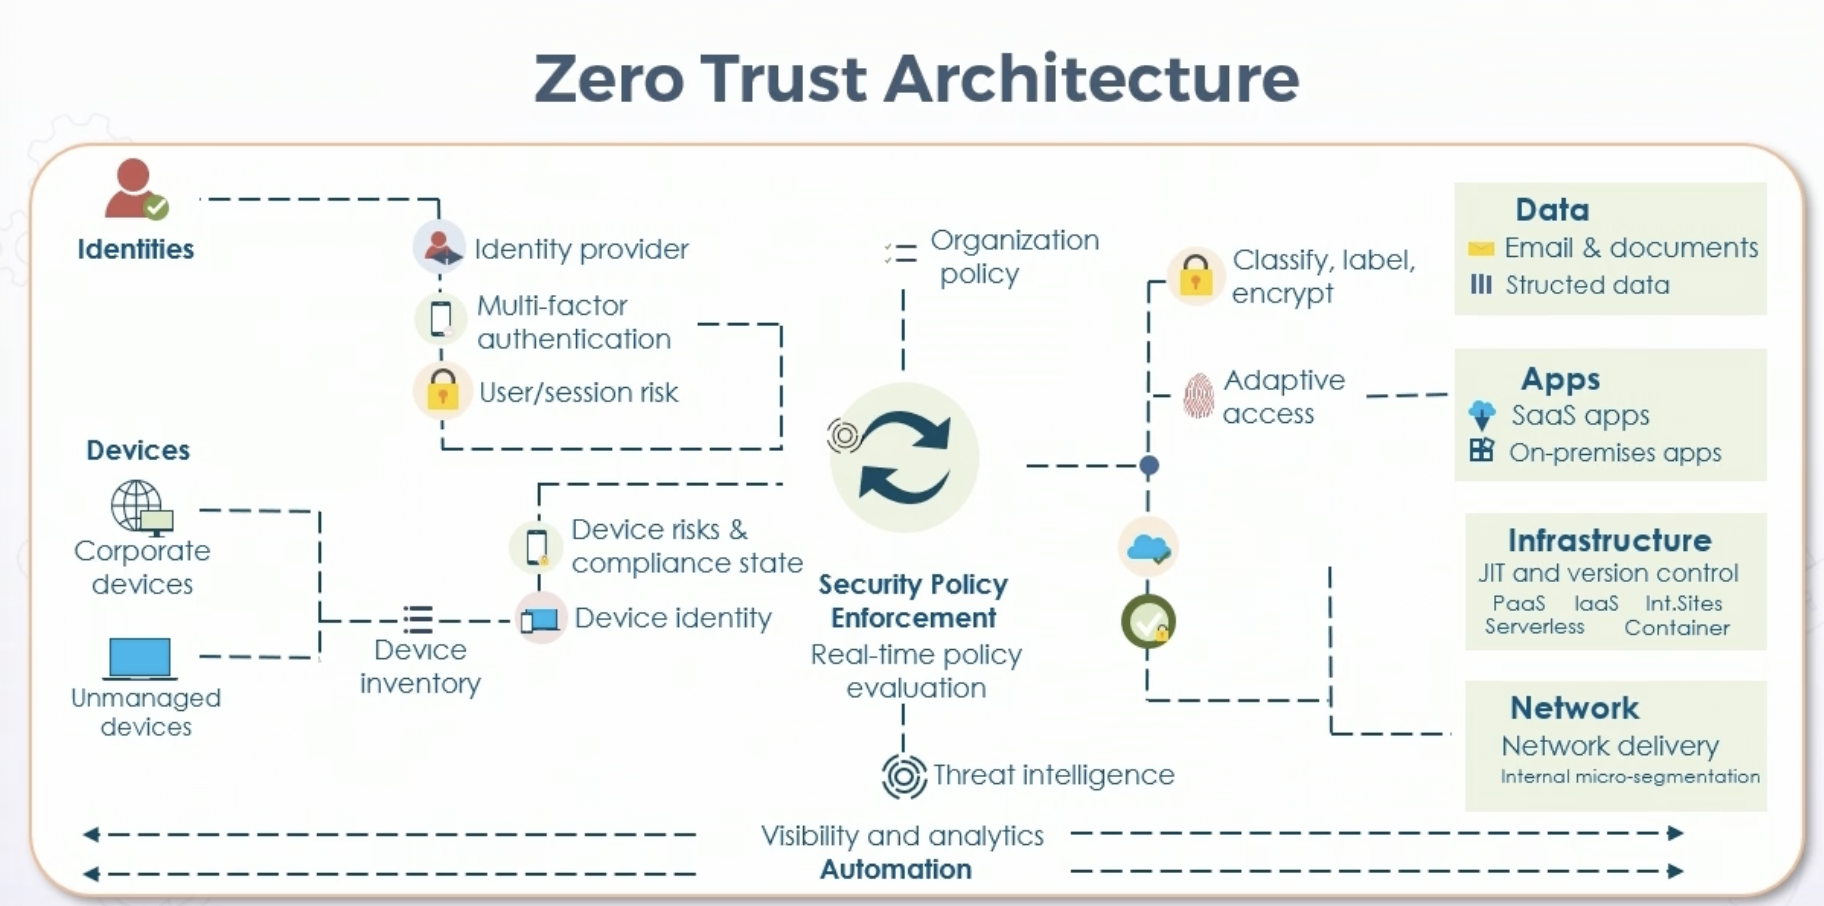 Zero Trust Architecture
Identities
Identity provider
Multi-factor
authentication
User/session risk
Devices
Corporate
devices
Unmanaged
devices
Device
inventory
Device risks &
compliance state
Device identity
Organization
policy
Security Policy
Enforcement
Real-time policy
evaluation
Threat intelligence
Classify, label,
encrypt
Adaptive
access
Data
Email & documents
Structed data
Apps
SaaS apps
On-premises apps
Infrastructure
JIT and version control
PaaS IaaS Int.Sites
Serverless Container
Network
Network delivery
Internal micro-segmentation
Visibility and analytics
Automation